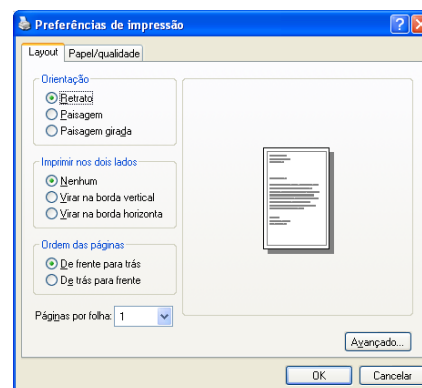 Preferências de impressão
Layout
Papel/qualidade
Orientação
Retrato
Paisagem
Paisagem girada
Imprimir nos dois lados
Nenhum
Virar na borda vertical
Virar na borda horizonta
Ordem das páginas
De frente para trás
De trás para frente
Páginas por folha: 1
Avançado...
OK
Cancelar